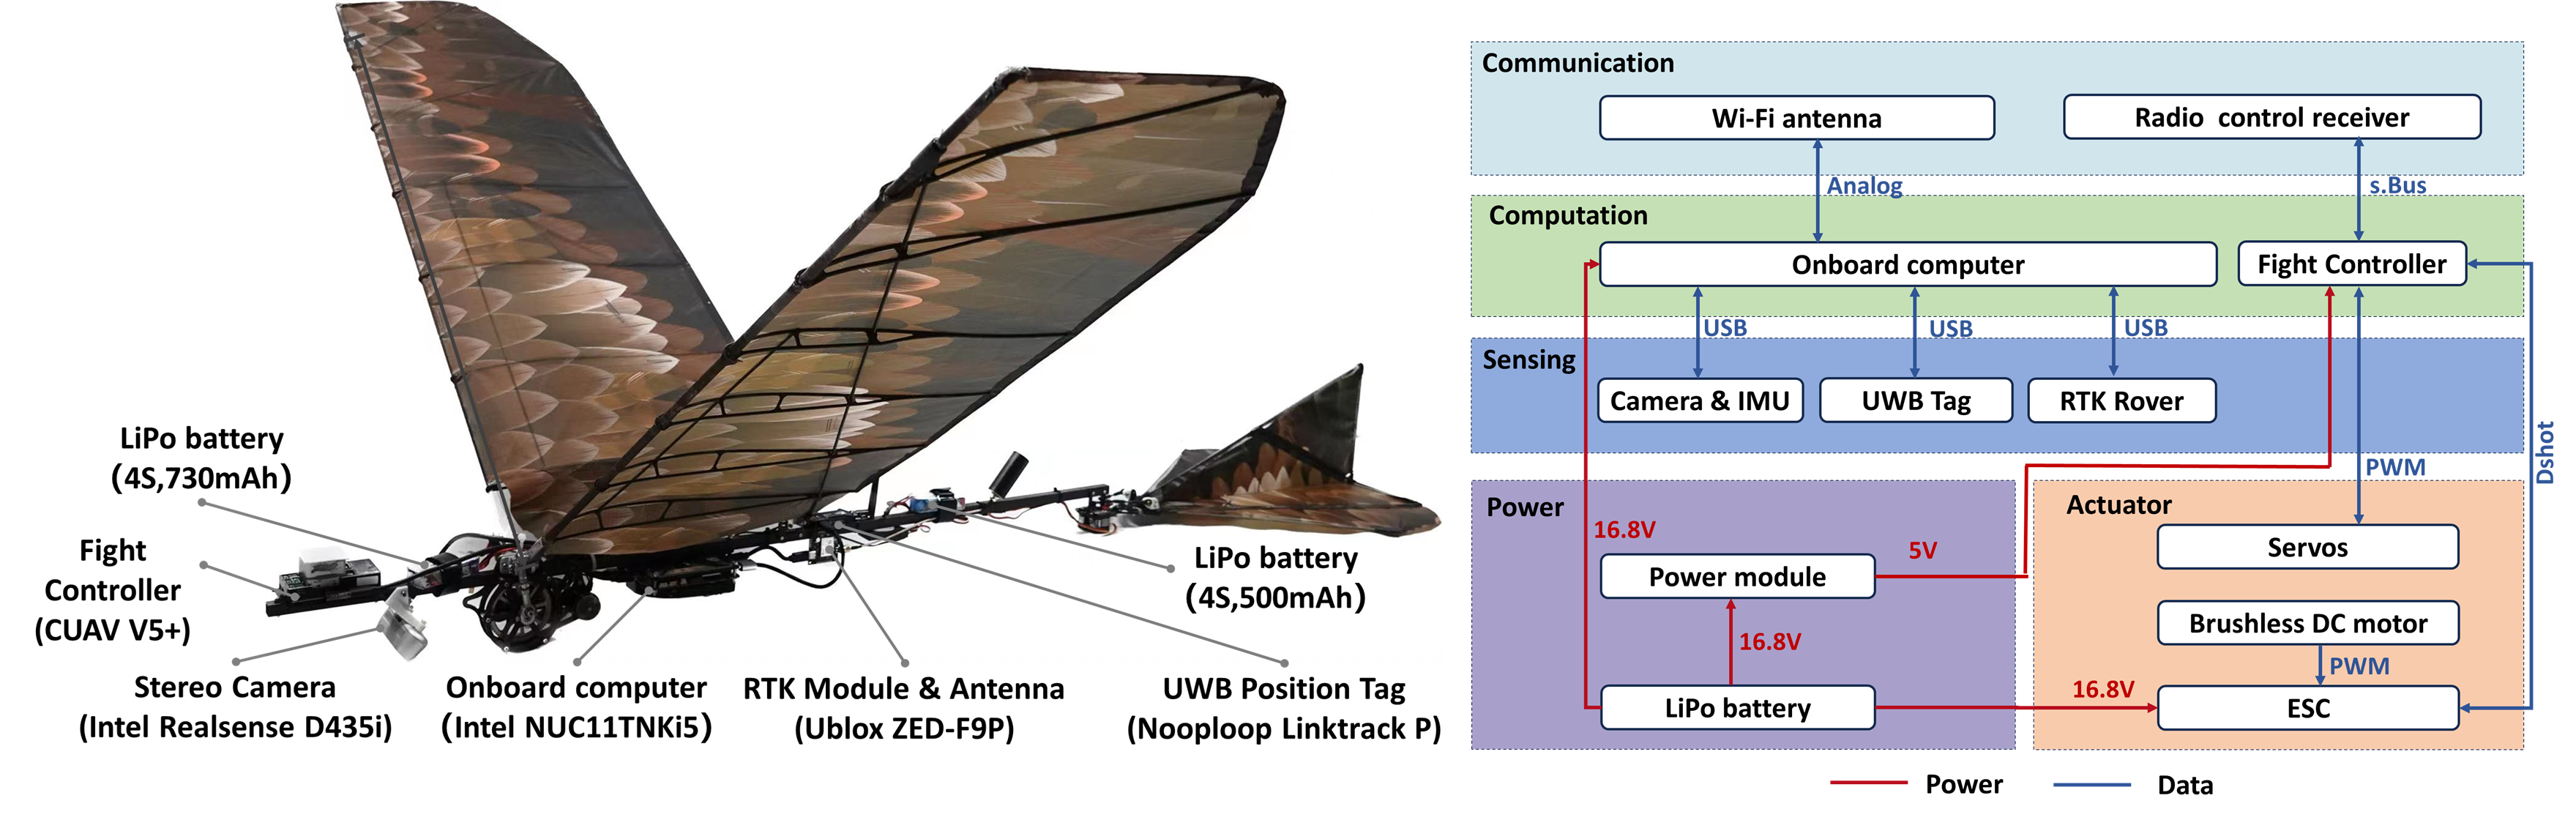 LiPo battery
(4S,730mAh)
Fight
Controller
(CUAV V5+)
Stereo Camera
(Intel Realsense D435i)
Onboard computer
(Intel NUC11TNKi5)
RTK Module & Antenna
(Ublox ZED-F9P)
LiPo battery
(4S,500mAh)
UWB Position Tag
(Nooploop Linktrack P)
Communication
Wi-Fi antenna
Radio control receiver
Analog
s.Bus
Computation
Onboard computer
Fight Controller
USB
USB
USB
Sensing
Camera & IMU
UWB Tag
RTK Rover
PWM
Dshot
Power
16.8V
Power module
5V
16.8V
LiPo battery
16.8V
Actuator
Servos
Brushless DC motor
PWM
ESC
Power
Data